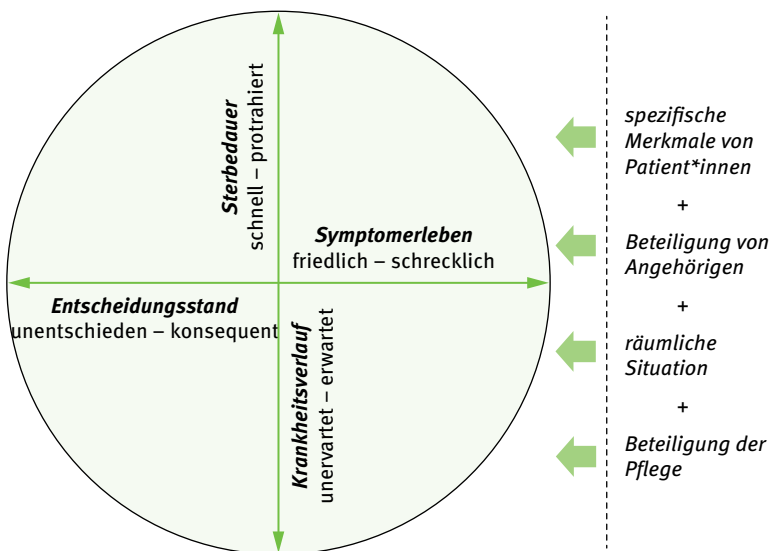 Sterbedauer
schnell – protrahiert
Symptomerleben
friedlich – schrecklich
Entscheidungsstand
unentschieden – konsequent
Krankheitsverlauf
unervartet – erwartet
spezifische
Merkmale von
Patient*innen
+
Beteiligung von
Angehörigen
+
räumliche
Situation
+
Beteiligung der
Pflege